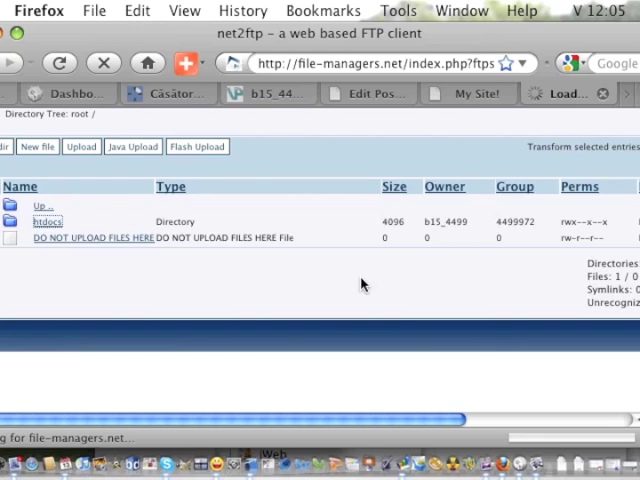 Firefox File Edit View History Bookmarks Tools Window Help V 12:05
net2ftp – a web based FTP client
http://file-managers.net/index.php?ftps Google
Dashbo... Căsător... b15_44... Edit Pos... My Site! Load...
Directory Tree: root /
dir New file Upload Java Upload Flash Upload Transform selected entries
Name Type Size Owner Group Perms
Up ..
htdocs Directory 4096 b15_4499 4499972 rwx--x--x
DO NOT UPLOAD FILES HERE DO NOT UPLOAD FILES HERE File 0 0 0 rw-r--r--
Directories:
Files: 1 / 0
Symlinks: 0
Unrecogniz
g for file-managers.net...
Web